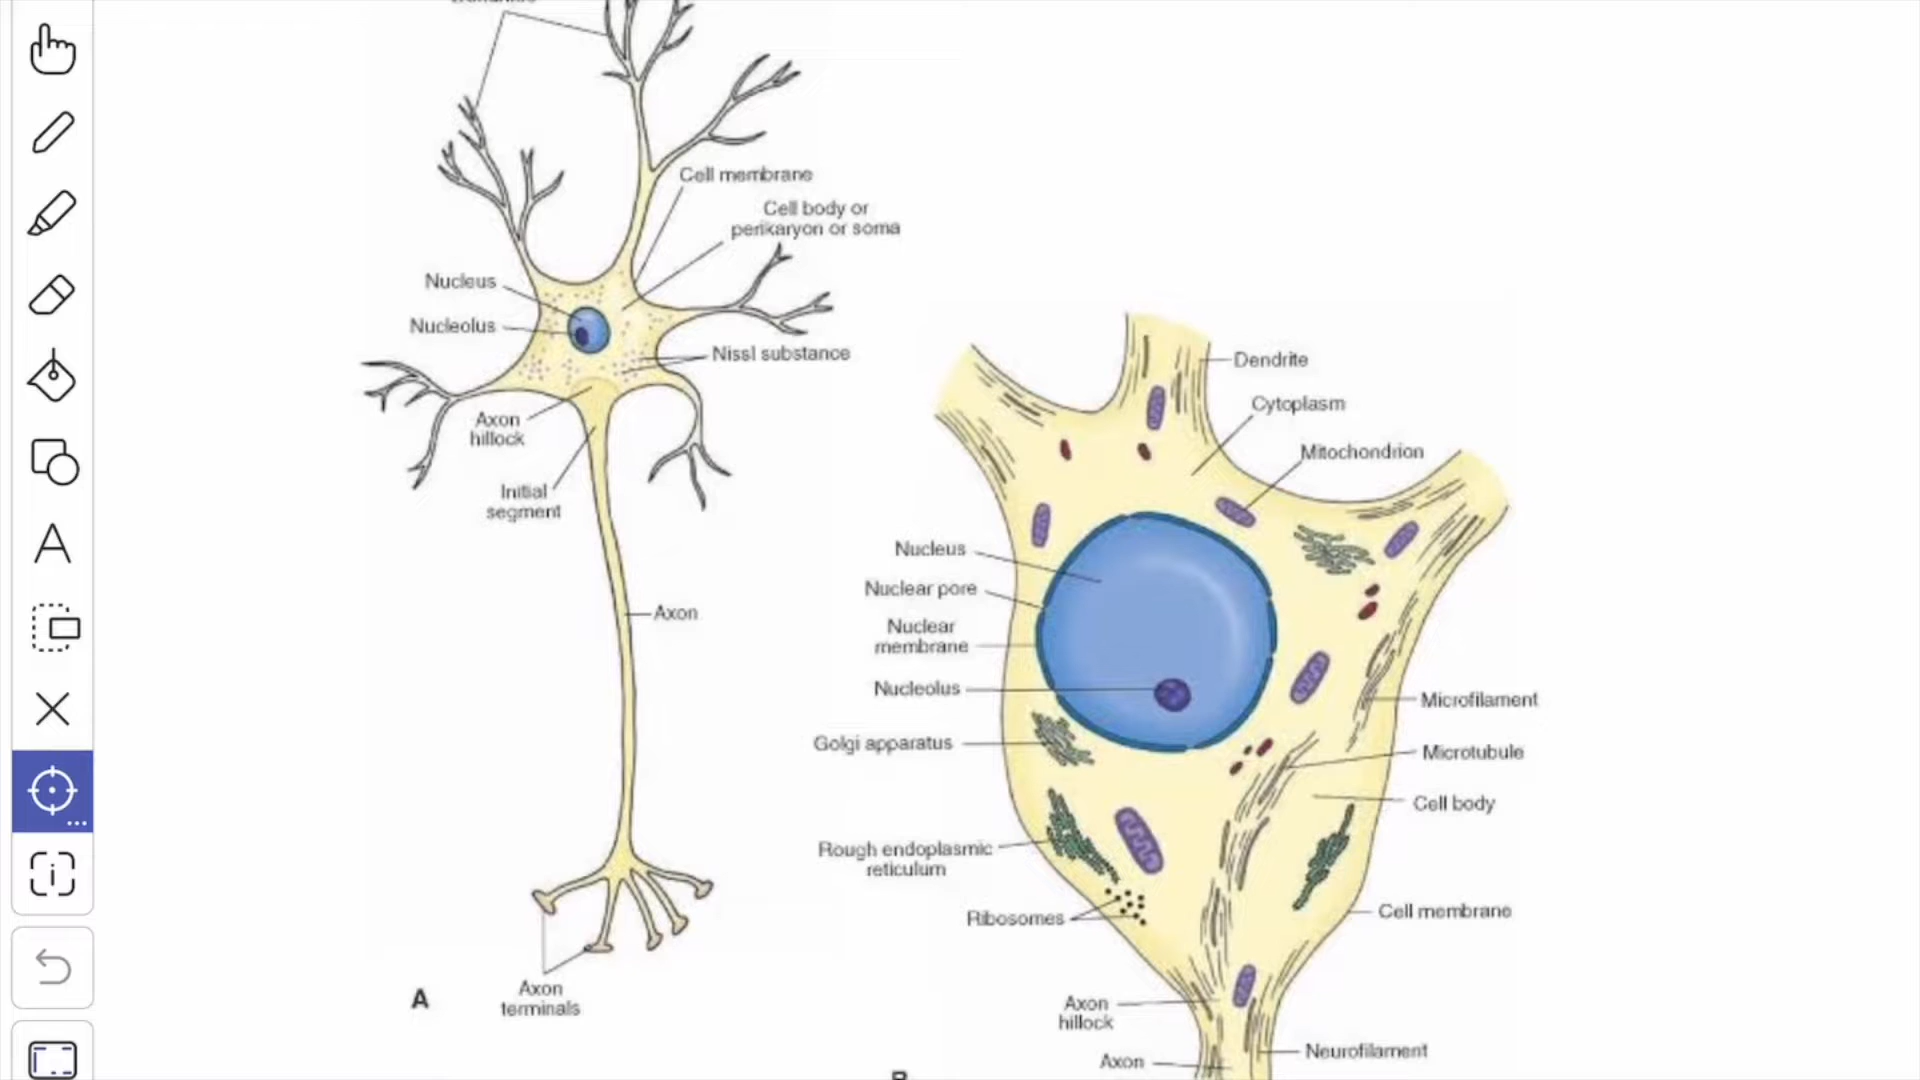 Dendrites
Cell membrane
Cell body or
perikaryon or soma
Nucleus
Nucleolus
Nissl substance
Axon
hillock
Initial
segment
Axon
Axon
terminals
A
Dendrite
Cytoplasm
Mitochondrion
Nucleus
Nuclear pore
Nuclear
membrane
Nucleolus
Golgi apparatus
Microfilament
Microtubule
Cell body
Rough endoplasmic
reticulum
Ribosomes
Cell membrane
Axon
hillock
Axon
Neurofilament
B